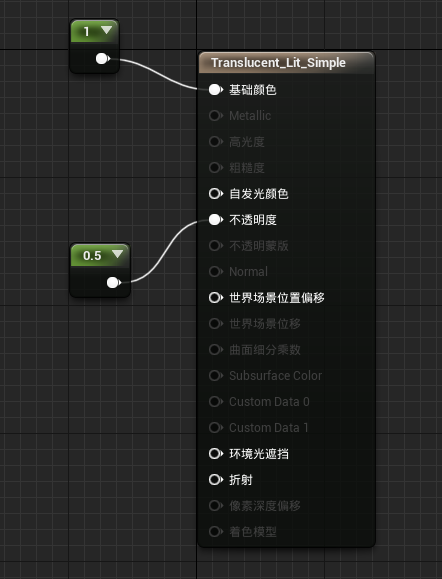 1
Translucent_Lit_Simple
基础颜色
Metallic
高光度
粗糙度
自发光颜色
不透明度
0.5
不透明蒙版
Normal
世界场景位置偏移
世界场景位移
曲面细分乘数
Subsurface Color
Custom Data 0
Custom Data 1
环境光遮挡
折射
像素深度偏移
着色模型